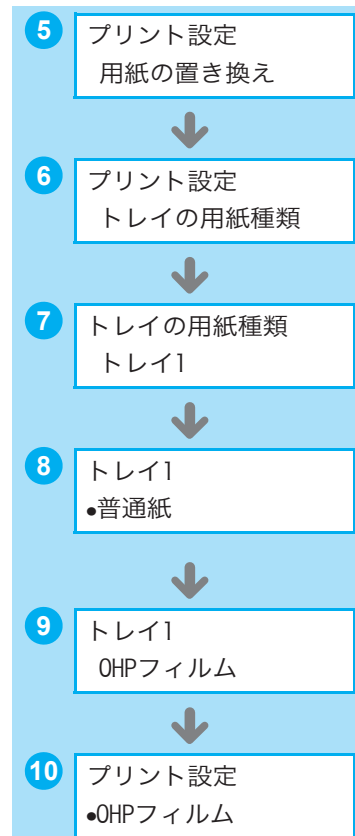 5
プリント設定
用紙の置き換え
6
プリント設定
トレイの用紙種類
7
トレイの用紙種類
トレイ1
8
トレイ1
●普通紙
9
トレイ1
OHPフィルム
10
プリント設定
●OHPフィルム